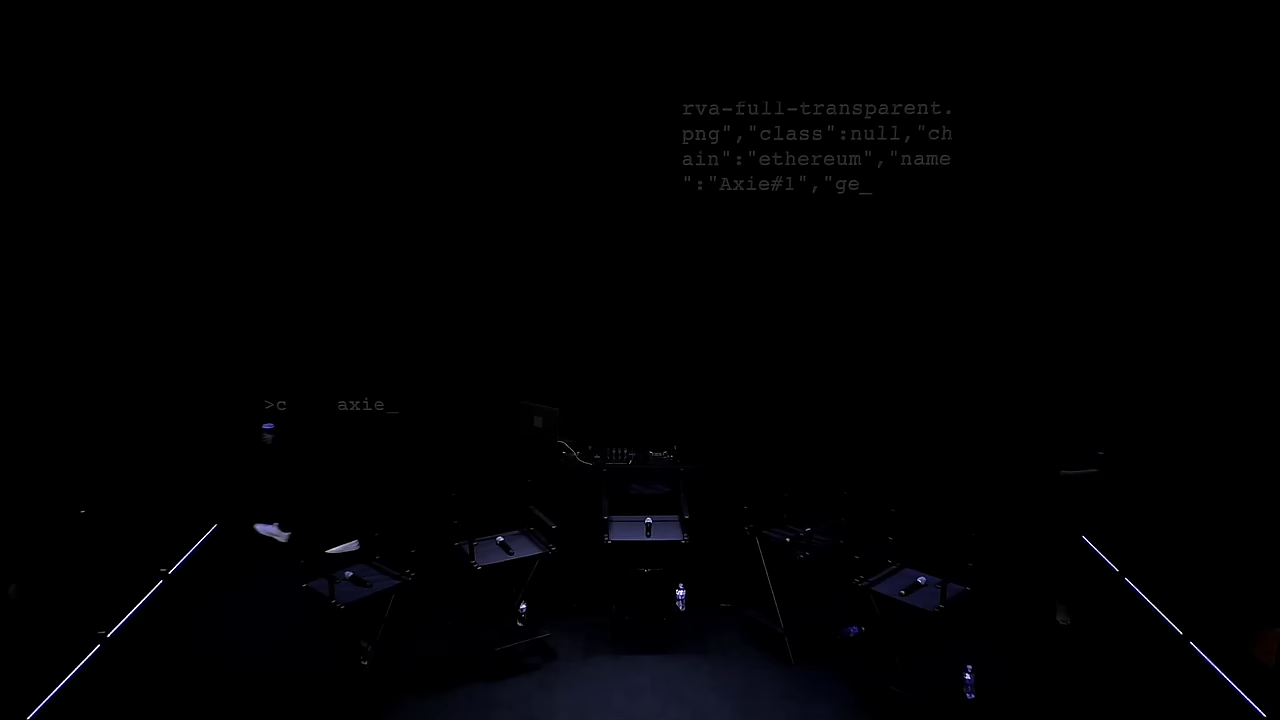 rva-full-transparent.
png","class":null,"ch
ain":"ethereum","name
":"Axie#1","ge_
>c    axie_